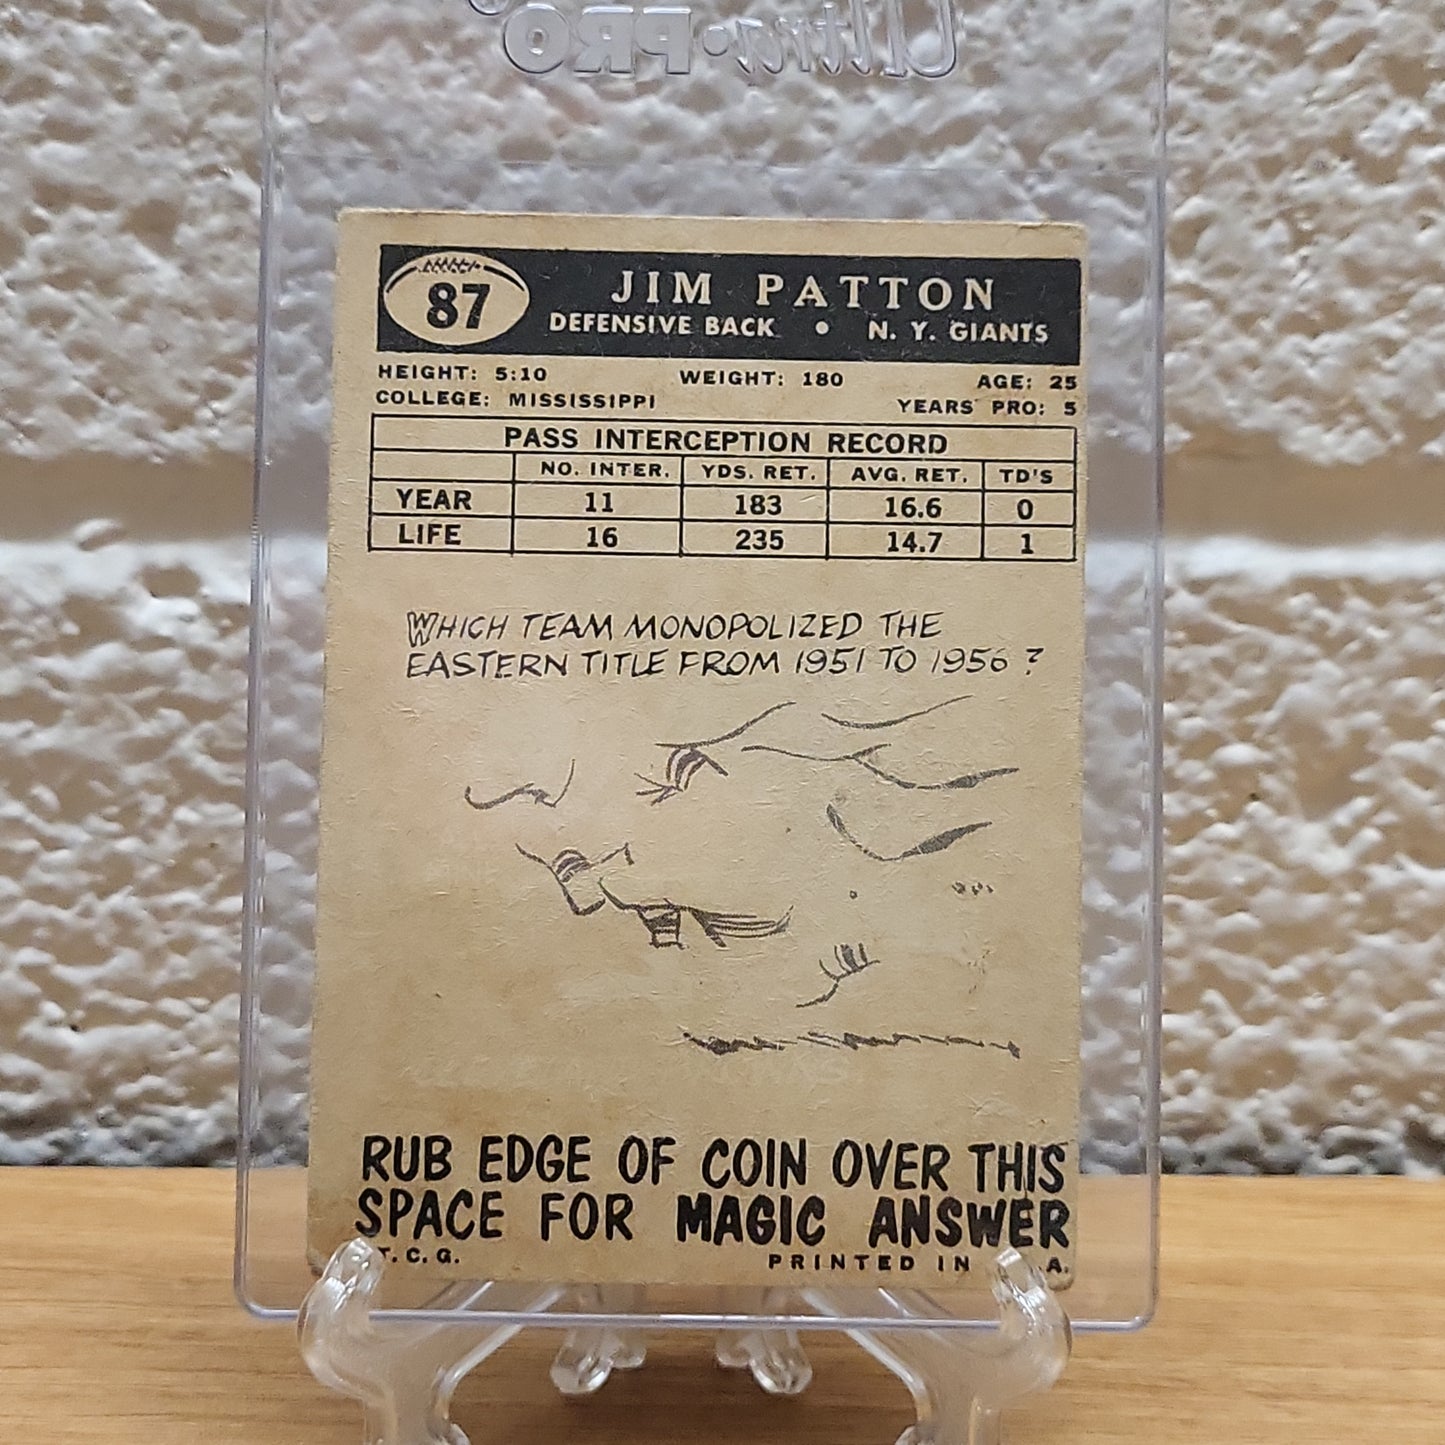 Ultra·PRO
87
JIM PATTON
DEFENSIVE BACK • N. Y. GIANTS
HEIGHT: 5:10 WEIGHT: 180 AGE: 25
COLLEGE: MISSISSIPPI YEARS PRO: 5
PASS INTERCEPTION RECORD
NO. INTER. YDS. RET. AVG. RET. TD'S
YEAR 11 183 16.6 0
LIFE 16 235 14.7 1
WHICH TEAM MONOPOLIZED THE
EASTERN TITLE FROM 1951 TO 1956?
RUB EDGE OF COIN OVER THIS
SPACE FOR MAGIC ANSWER
T.C.G. PRINTED IN A.